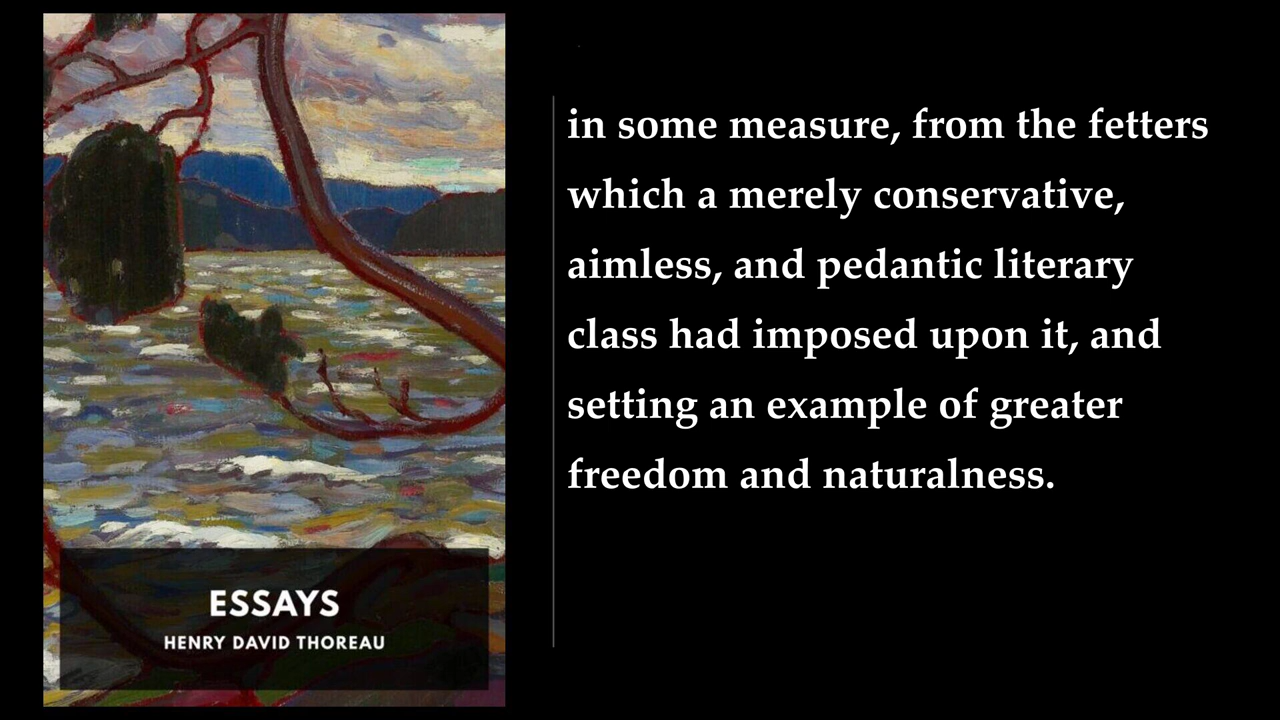 in some measure, from the fetters
which a merely conservative,
aimless, and pedantic literary
class had imposed upon it, and
setting an example of greater
freedom and naturalness.
ESSAYS
HENRY DAVID THOREAU